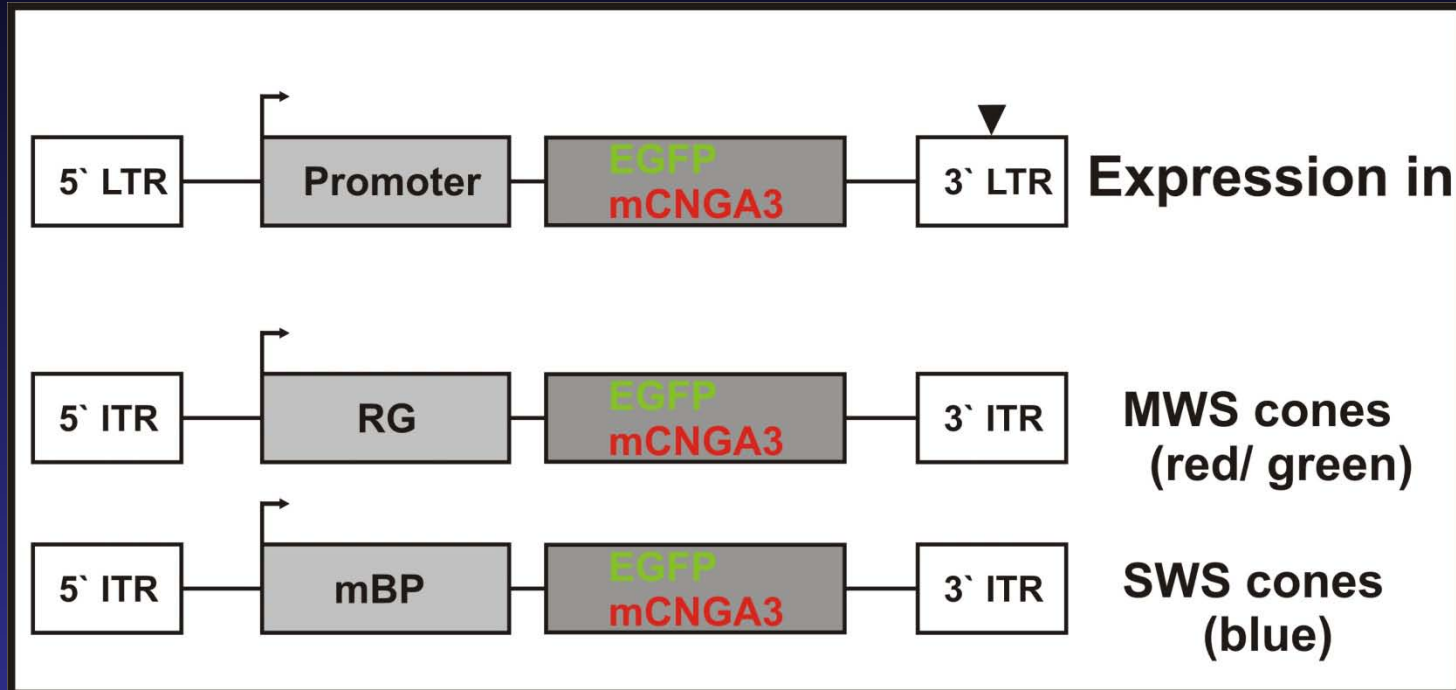 5` LTR Promoter EGFP 3` LTR Expression in
mCNGA3
5` ITR RG EGFP 3` ITR MWS cones
mCNGA3 (red/ green)
5` ITR mBP EGFP 3` ITR SWS cones
mCNGA3 (blue)